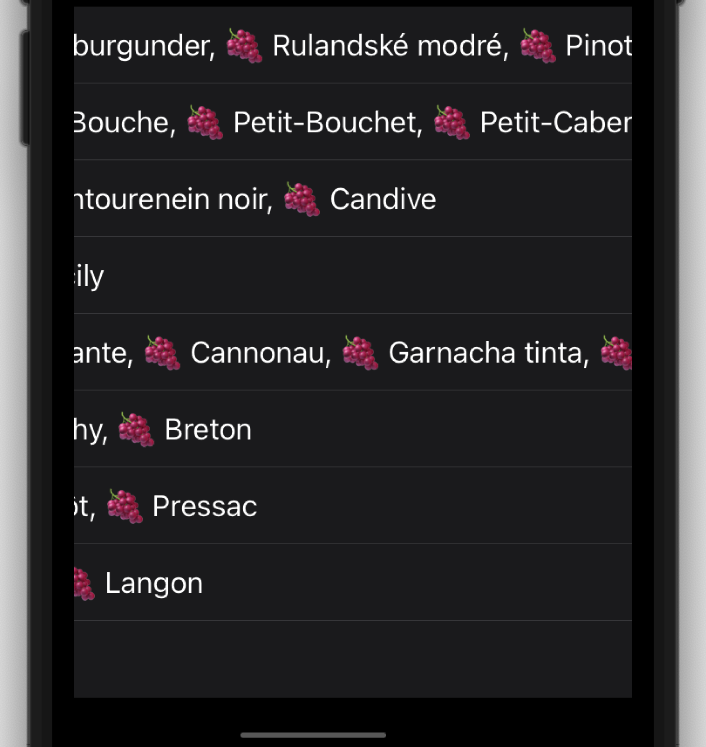 burgunder, 🍇 Rulandské modré, 🍇 Pinot
Bouche, 🍇 Petit-Bouchet, 🍇 Petit-Caber
ntourenein noir, 🍇 Candive
ily
ante, 🍇 Cannonau, 🍇 Garnacha tinta, 🍇
hy, 🍇 Breton
ôt, 🍇 Pressac
🍇 Langon